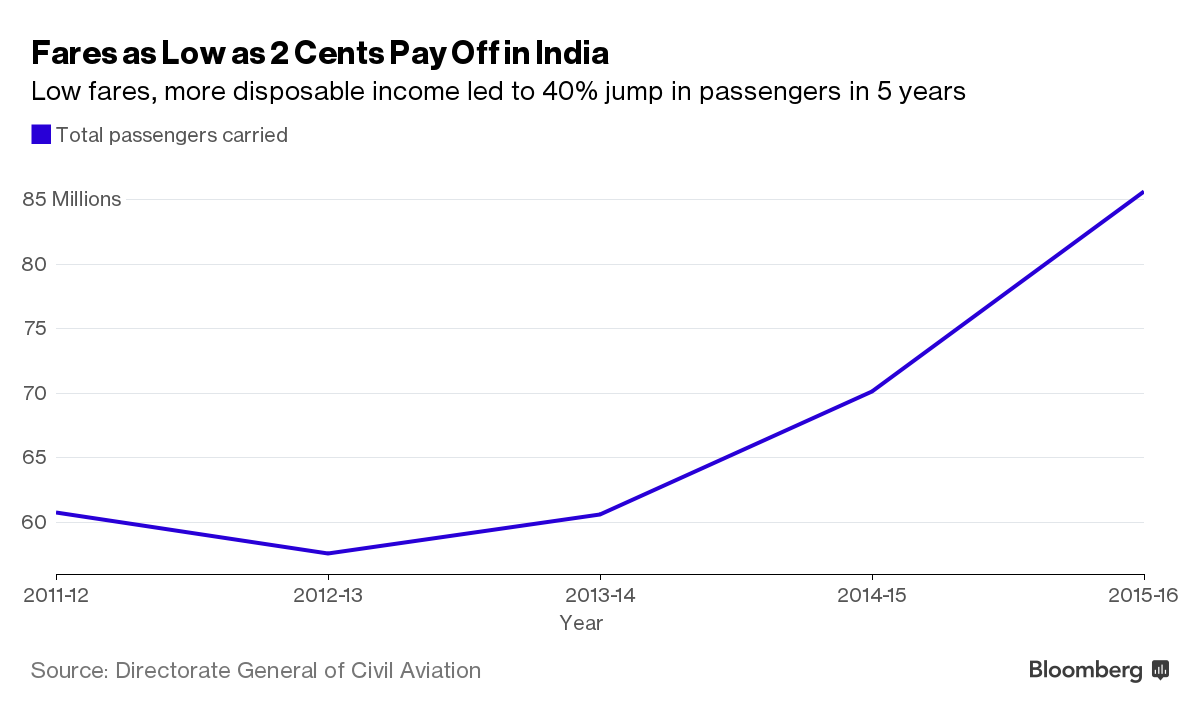 Fares as Low as 2 Cents Pay Off in India
Low fares, more disposable income led to 40% jump in passengers in 5 years
Total passengers carried
85 Millions
80
75
70
65
60
2011-12 2012-13 2013-14 2014-15 2015-16
Year
Source: Directorate General of Civil Aviation
Bloomberg